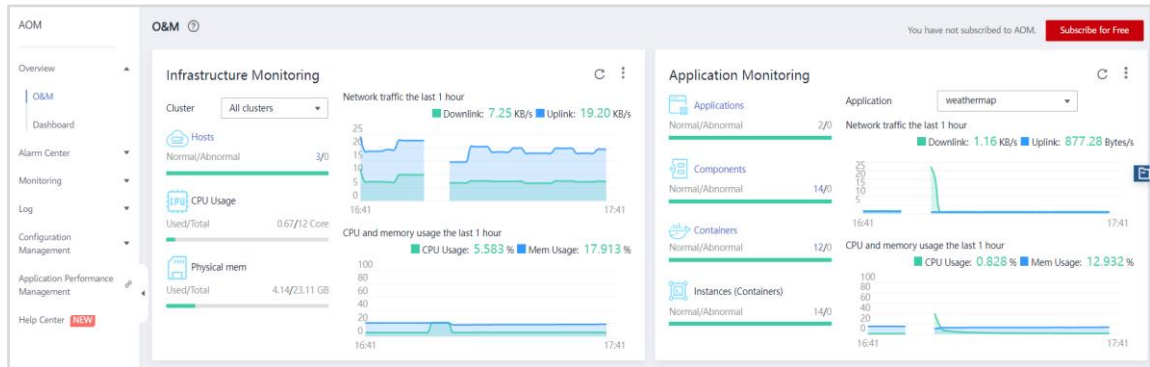 AOM
Overview
O&M
Dashboard
Alarm Center
Monitoring
Log
Configuration
Management
Application Performance
Management
Help Center NEW
O&M
You have not subscribed to AOM.
Subscribe for Free
Infrastructure Monitoring
Cluster All clusters
Hosts
Normal/Abnormal 3/0
CPU
CPU Usage
Used/Total 0.67/12 Core
Physical mem
Used/Total 4.14/23.11 GB
Network traffic the last 1 hour
Downlink: 7.25 KB/s Uplink: 19.20 KB/s
25
20
15
10
5
0
16:41 17:41
CPU and memory usage the last 1 hour
CPU Usage: 5.583 % Mem Usage: 17.913 %
100
80
60
40
20
0
16:41 17:41
Application Monitoring
Applications
Normal/Abnormal 2/0
Components
Normal/Abnormal 14/0
Containers
Normal/Abnormal 12/0
Instances (Containers)
Normal/Abnormal 14/0
Application weathermap
Network traffic the last 1 hour
Downlink: 1.16 KB/s Uplink: 877.28 Bytes/s
25
20
15
10
5
16:41 17:41
CPU and memory usage the last 1 hour
CPU Usage: 0.828 % Mem Usage: 12.932 %
100
80
60
40
20
0
16:41 17:41